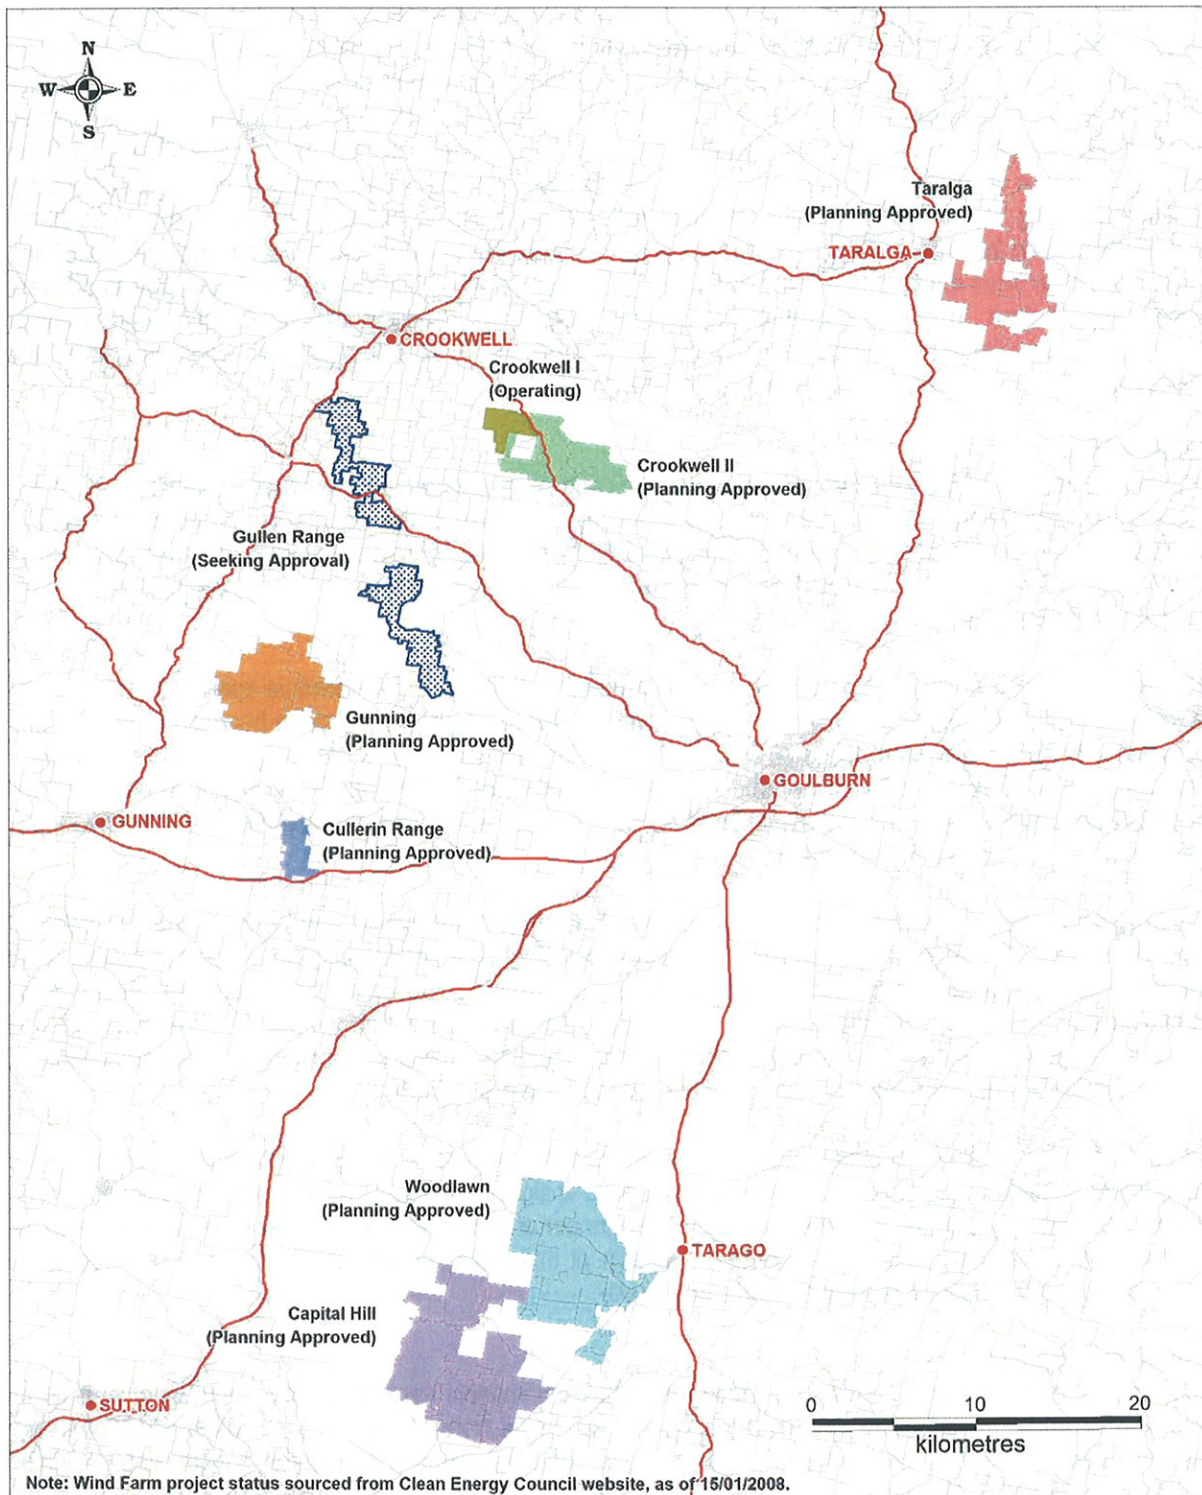 N
W E
S
Taralga
(Planning Approved)
TARALGA
CROOKWELL
Crookwell I
(Operating)
Crookwell II
(Planning Approved)
Gullen Range
(Seeking Approval)
Gunning
(Planning Approved)
GOULBURN
GUNNING
Cullerin Range
(Planning Approved)
Woodlawn
(Planning Approved)
TARAGO
Capital Hill
(Planning Approved)
SUTTON
0 10 20
kilometres
Note: Wind Farm project status sourced from Clean Energy Council website, as of 15/01/2008.